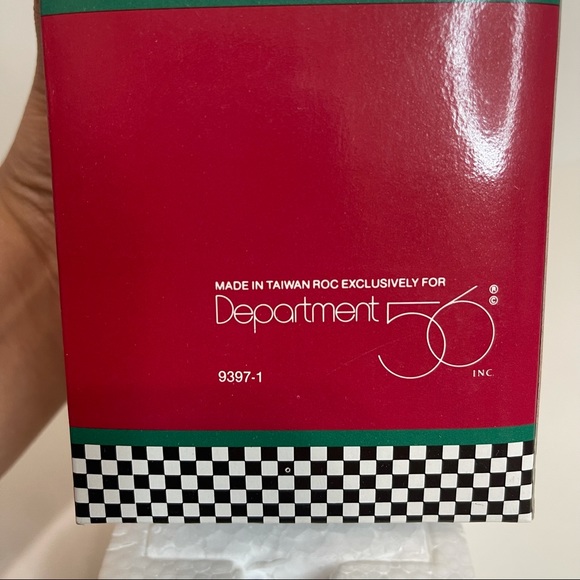 MADE IN TAIWAN ROC EXCLUSIVELY FOR
Department 56 ® ©
INC.
9397-1